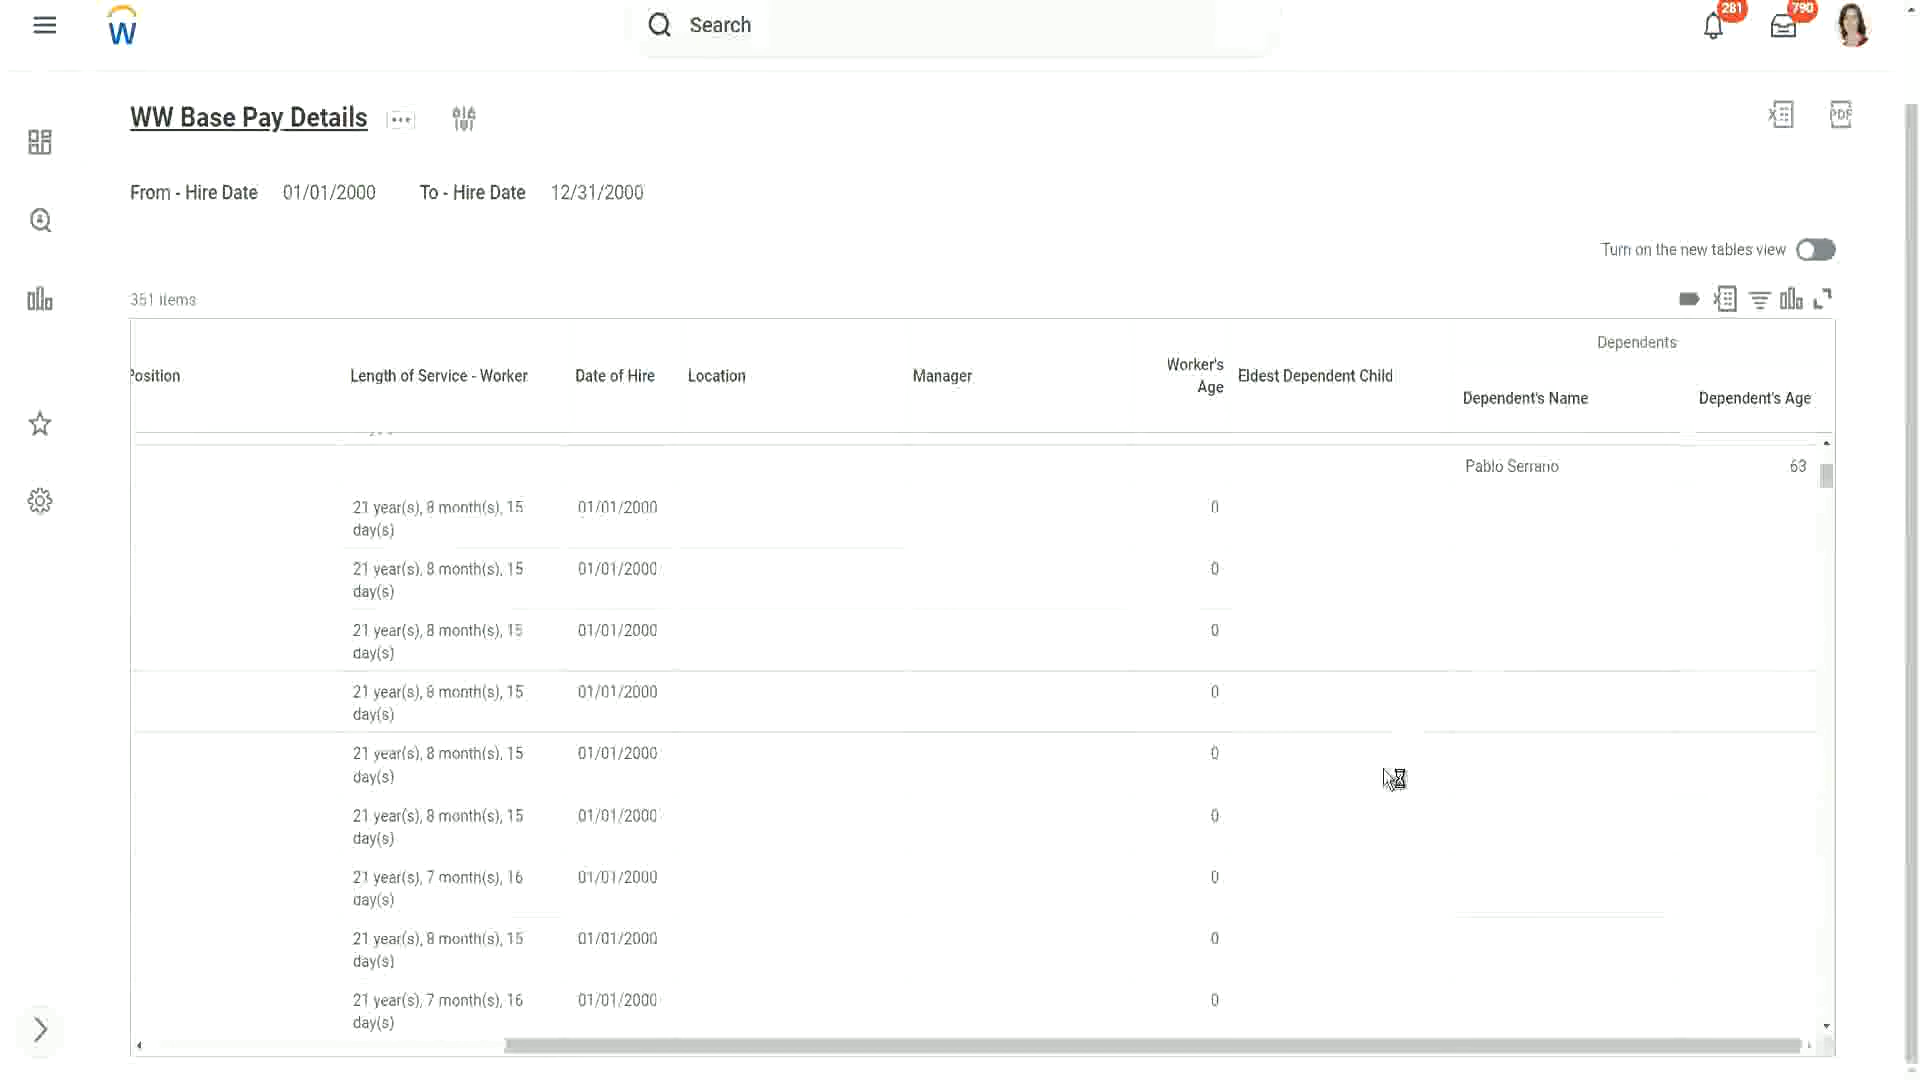 W
Search
281
790
WW Base Pay Details
X
PDF
From - Hire Date 01/01/2000 To - Hire Date 12/31/2000
Turn on the new tables view
351 items
Dependents
Position Length of Service - Worker Date of Hire Location Manager Worker's Age Eldest Dependent Child Dependent's Name Dependent's Age
Pablo Serrano 63
21 year(s), 8 month(s), 15 01/01/2000 0
day(s)
21 year(s), 8 month(s), 15 01/01/2000 0
day(s)
21 year(s), 8 month(s), 15 01/01/2000 0
day(s)
21 year(s), 8 month(s), 15 01/01/2000 0
day(s)
21 year(s), 8 month(s), 15 01/01/2000 0
day(s)
21 year(s), 8 month(s), 15 01/01/2000 0
day(s)
21 year(s), 7 month(s), 16 01/01/2000 0
day(s)
21 year(s), 8 month(s), 15 01/01/2000 0
day(s)
21 year(s), 7 month(s), 16 01/01/2000 0
day(s)